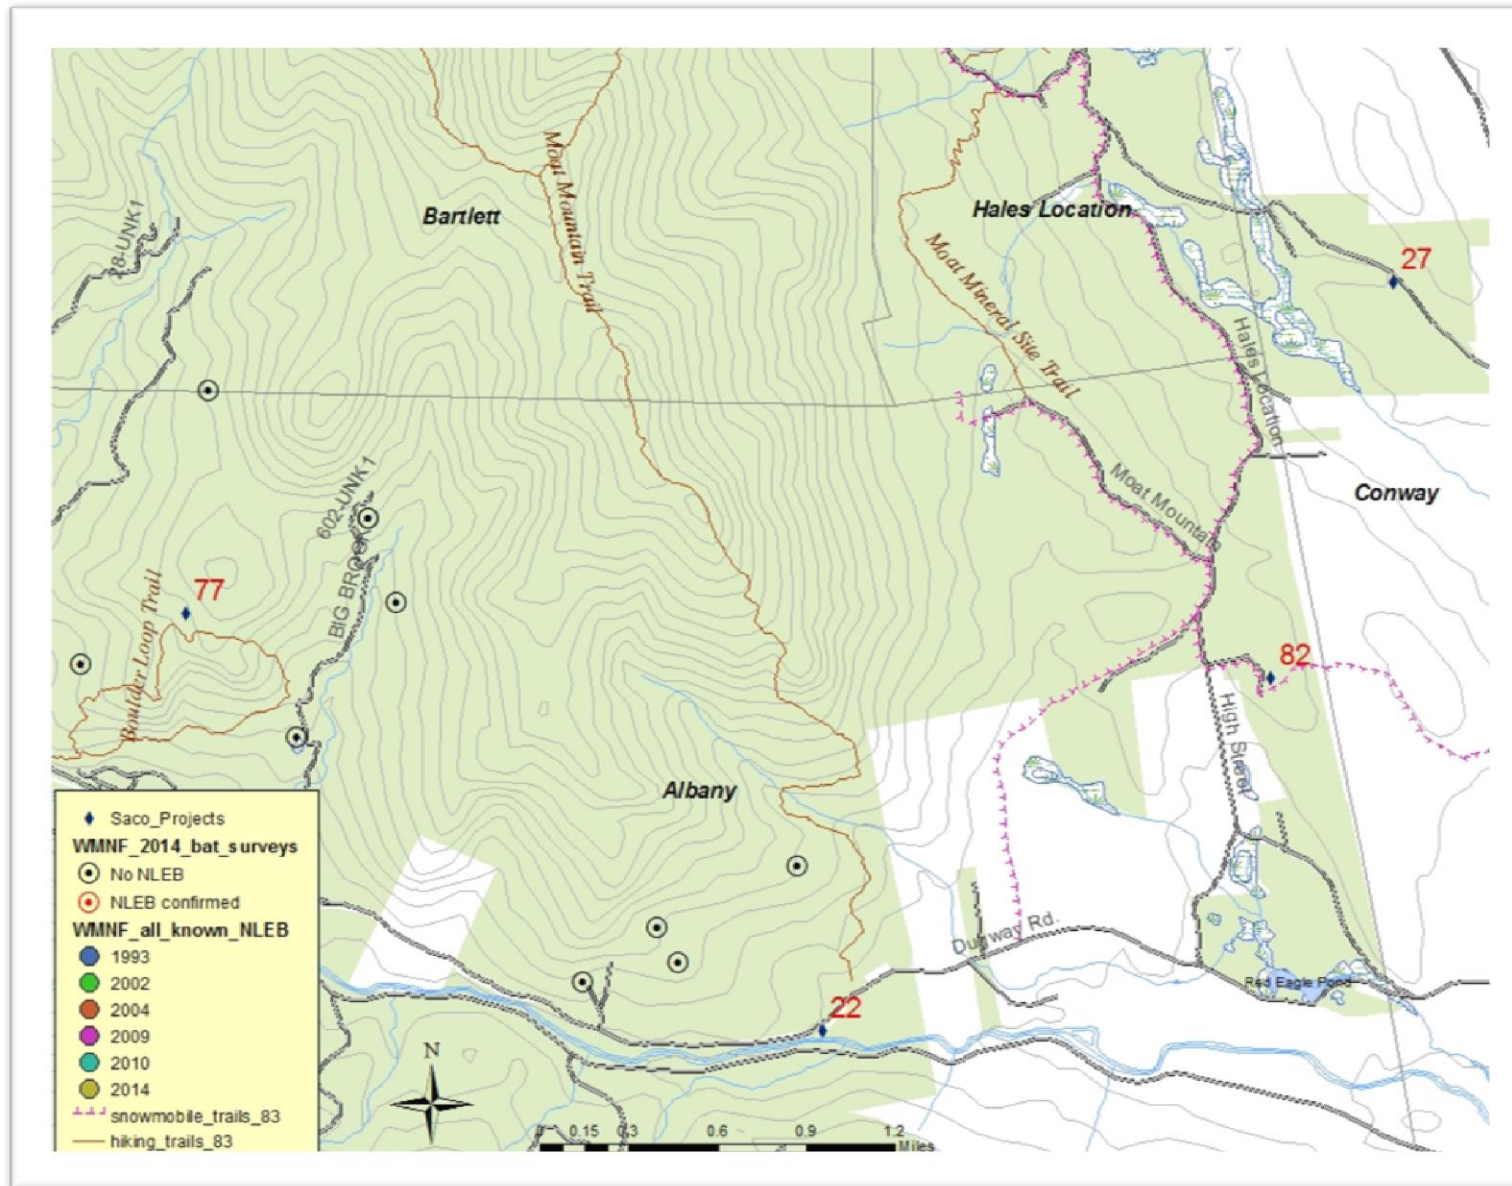 28-UNK1
Bartlett
Moat Mountain Trail
Hales Location
Moat Mineral Site Trail
27
Hales Location
Conway
602-UNK1
BIG BROOK
Moat Mountain
77
Boulder Loop Trail
82
High Street
Albany
Dugway Rd.
Red Eagle Pond
22
Saco_Projects
WMNF_2014_bat_surveys
No NLEB
NLEB confirmed
WMNF_all_known_NLEB
1993
2002
2004
2009
2010
2014
snowmobile_trails_83
hiking_trails_83
N
0 0.15 0.3 0.6 0.9 1.2
Miles